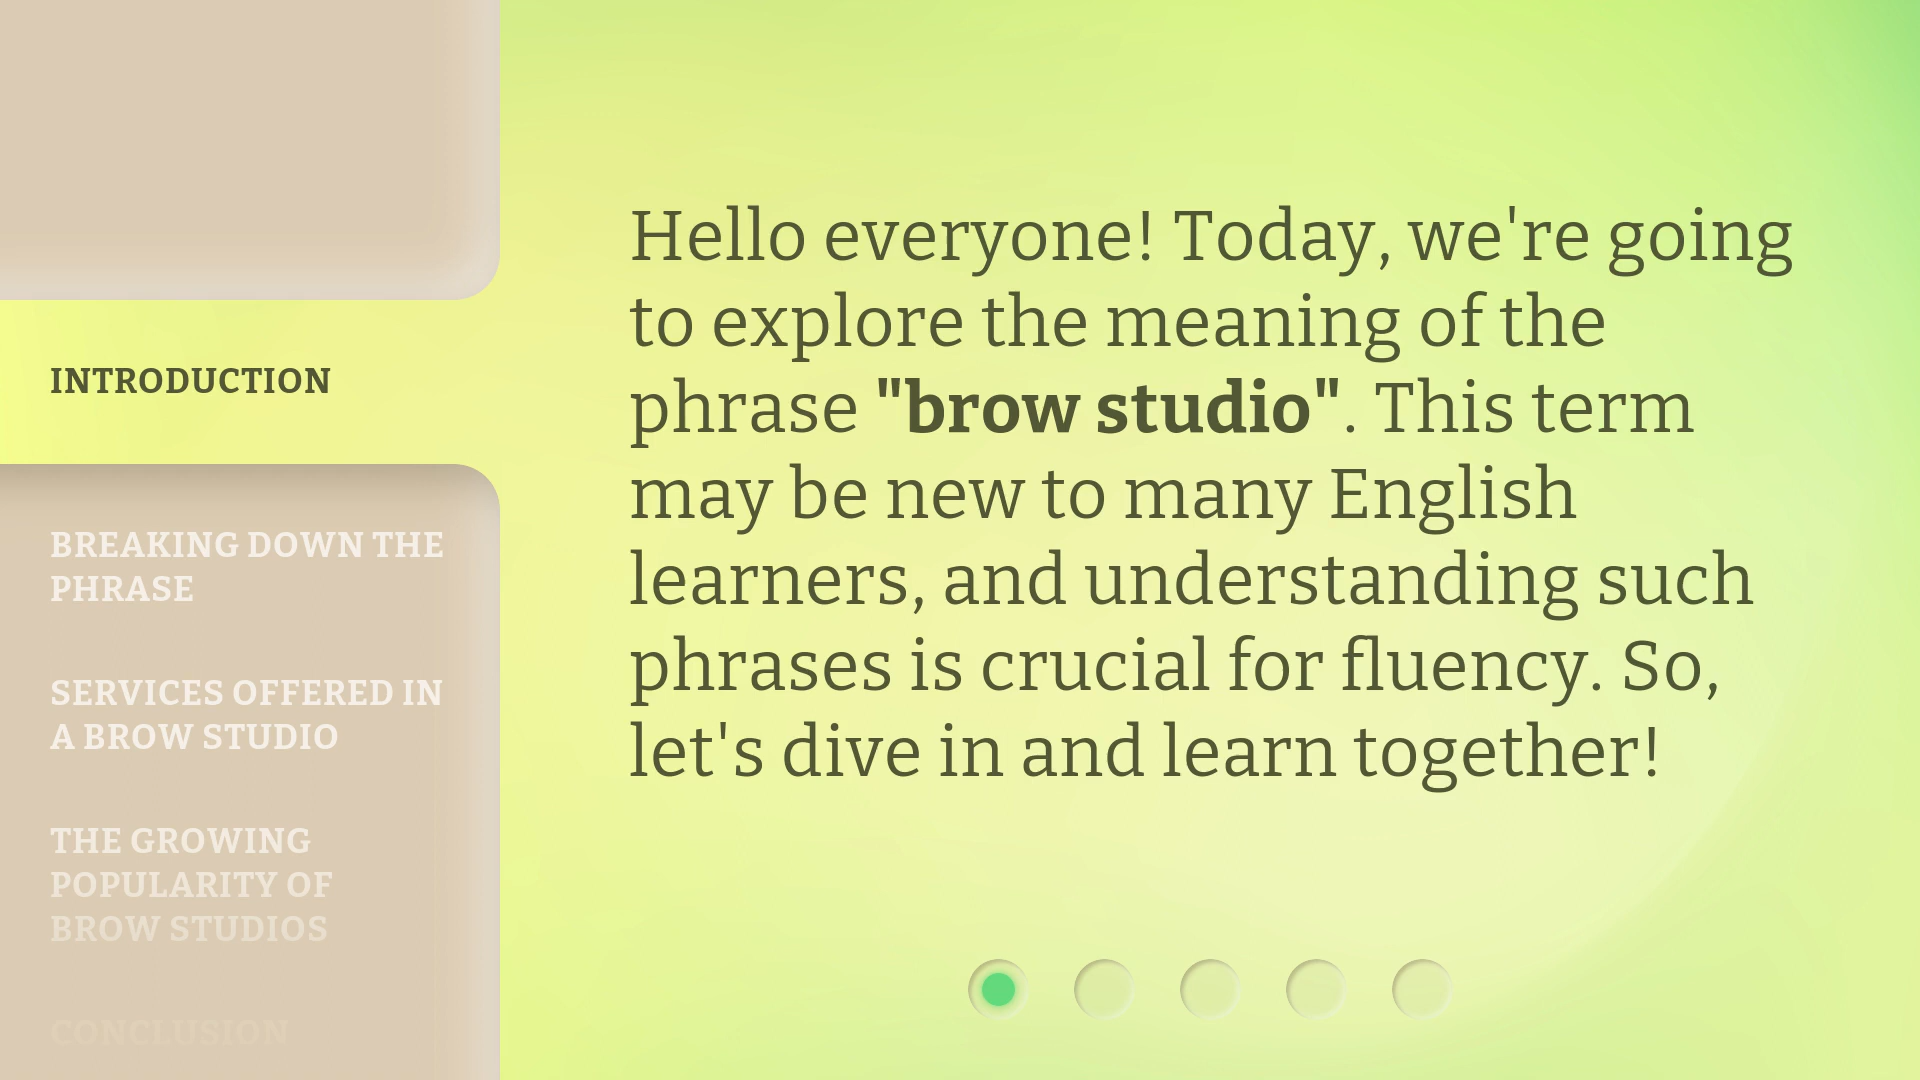 INTRODUCTION
BREAKING DOWN THE
PHRASE
SERVICES OFFERED IN
A BROW STUDIO
THE GROWING
POPULARITY OF
BROW STUDIOS
CONCLUSION
Hello everyone! Today, we're going
to explore the meaning of the
phrase "brow studio". This term
may be new to many English
learners, and understanding such
phrases is crucial for fluency. So,
let's dive in and learn together!